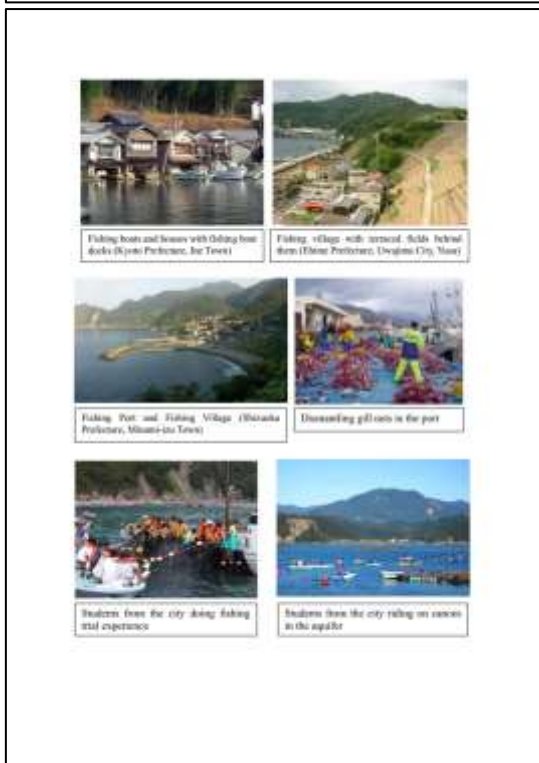 Fishing boats and houses with fishing boat
docks (Kyoto Prefecture, Ine Town)
Fishing village with terraced fields behind
them (Ehime Prefecture, Uwajima City, Yusu)
Fishing Port and Fishing Village (Shizuoka
Prefecture, Minami-izu Town)
Dismantling gill nets in the port
Students from the city doing fishing
trial experience
Students from the city riding on canoes
in the aquifer